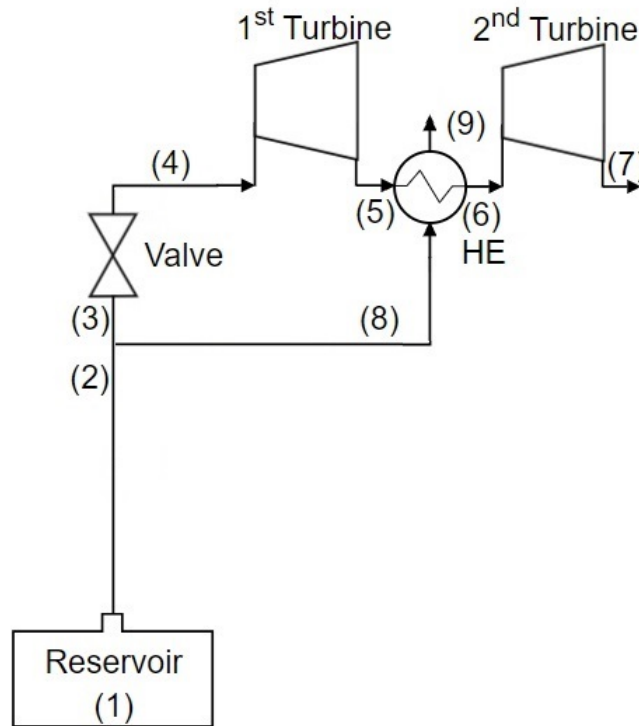 1st Turbine
2nd Turbine
(9)
(4)
(7)
(5)
(6)
HE
Valve
(3)
(8)
(2)
Reservoir
(1)